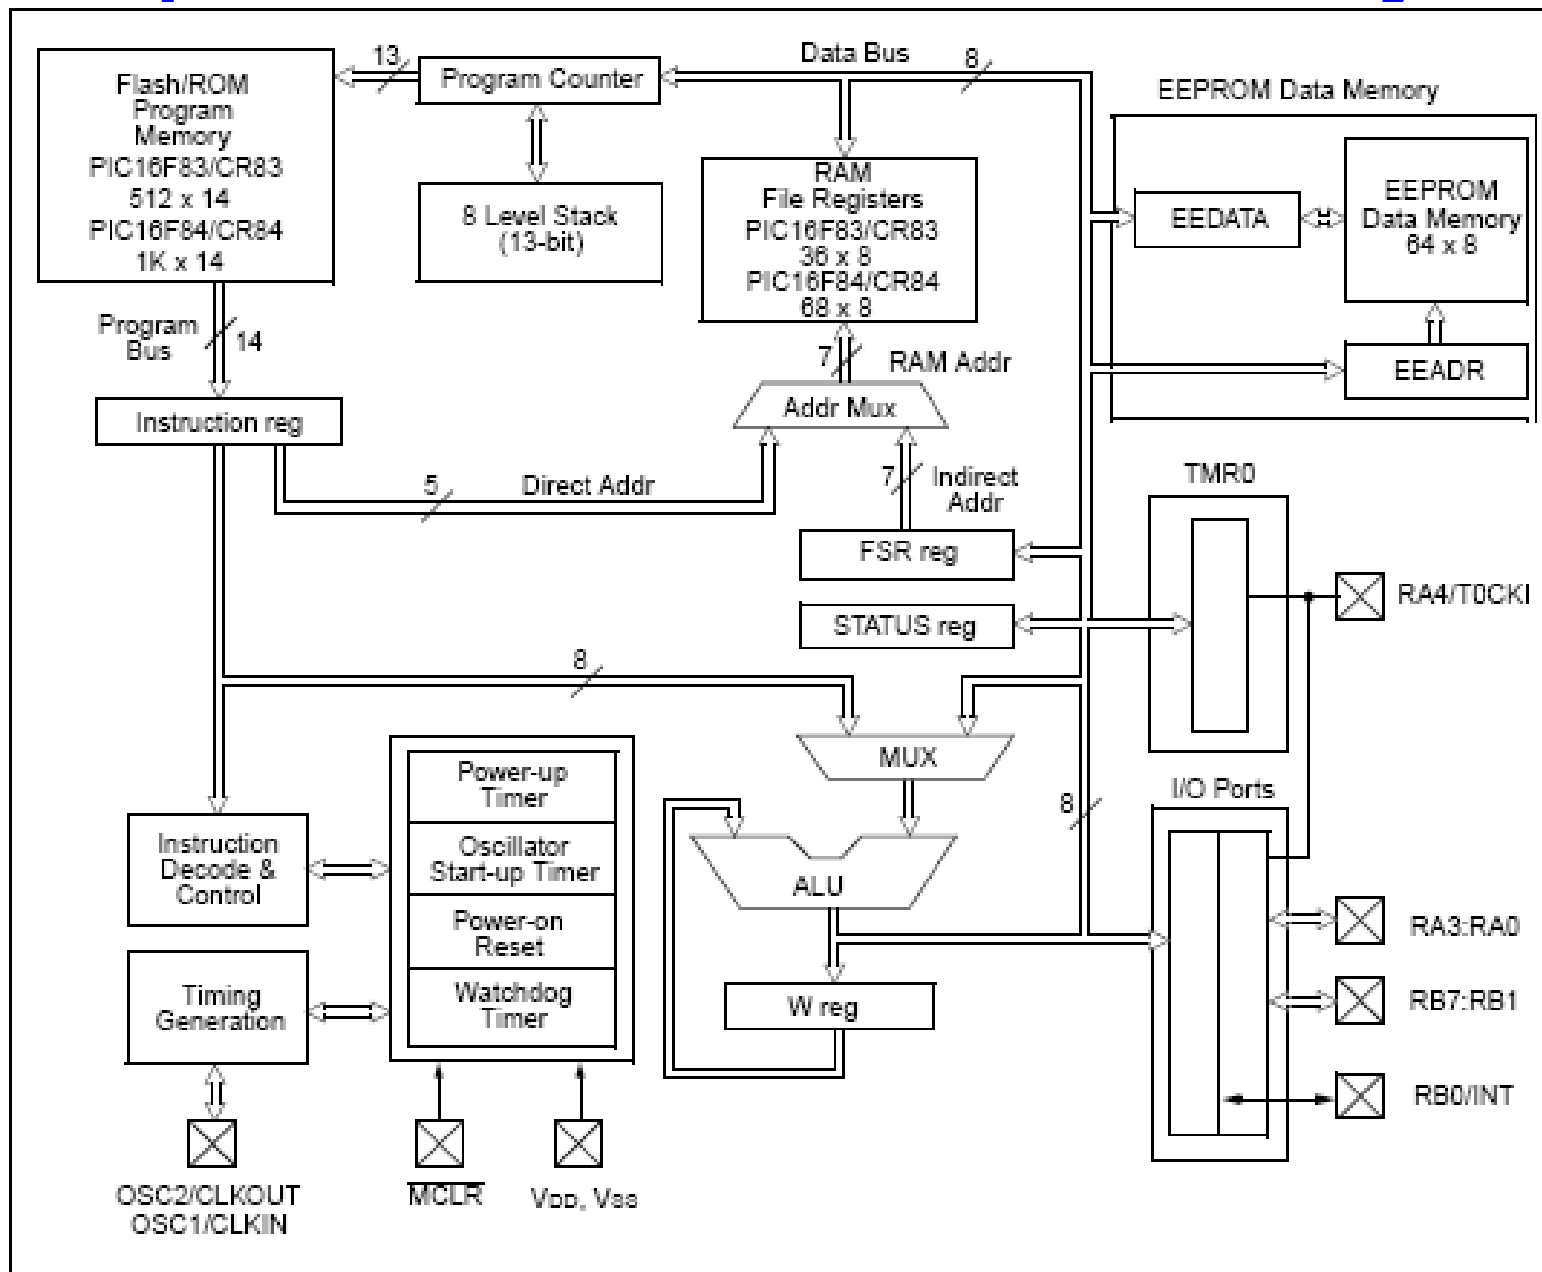 13
Data Bus
8
Flash/ROM
Program
Memory
PIC16F83/CR83
512 x 14
PIC16F84/CR84
1K x 14
Program Counter
8 Level Stack
(13-bit)
RAM
File Registers
PIC16F83/CR83
36 x 8
PIC16F84/CR84
68 x 8
EEPROM Data Memory
EEDATA
EEPROM
Data Memory
64 x 8
EEADR
Program
Bus
14
7
RAM Addr
Addr Mux
Instruction reg
5
Direct Addr
7
Indirect
Addr
TMR0
FSR reg
STATUS reg
RA4/T0CKI
8
MUX
Power-up
Timer
Oscillator
Start-up Timer
Power-on
Reset
Watchdog
Timer
Instruction
Decode &
Control
Timing
Generation
ALU
8
I/O Ports
W reg
RA3:RA0
RB7:RB1
RB0/INT
OSC2/CLKOUT
OSC1/CLKIN
MCLR
VDD, VSS